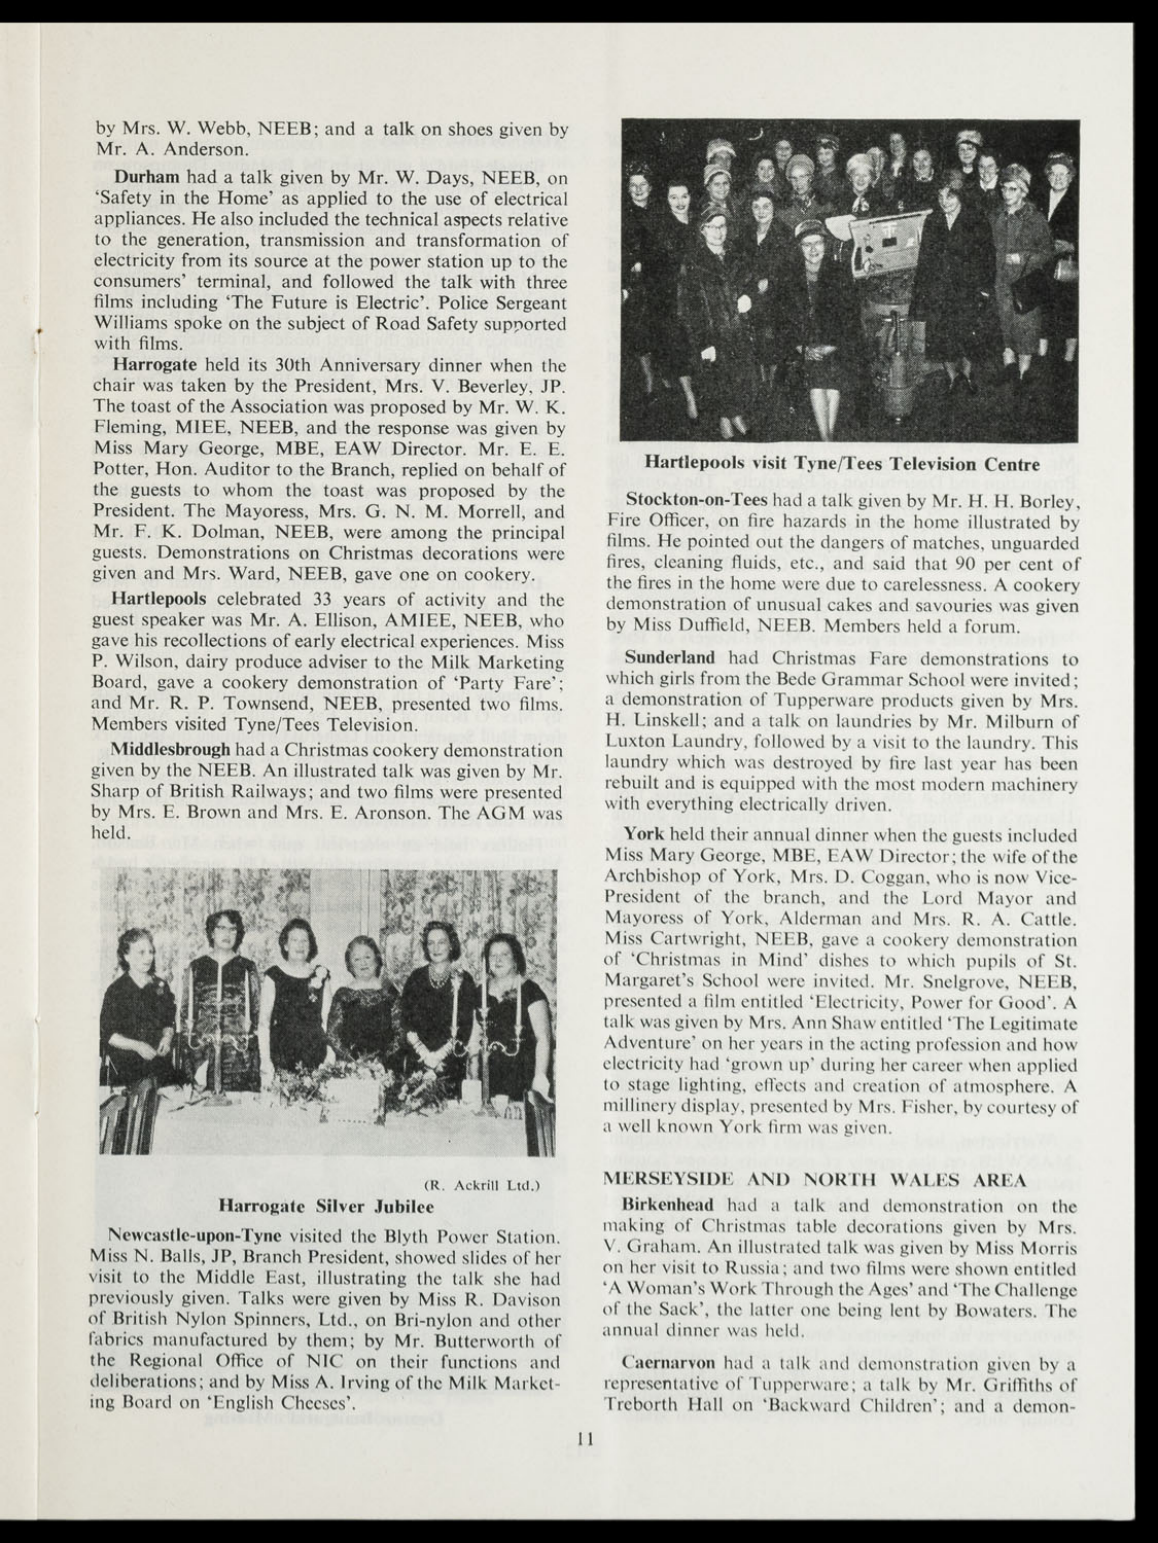 by Mrs. W. Webb, NEEB; and a talk on shoes given by
Mr. A. Anderson.
Durham had a talk given by Mr. W. Days, NEEB, on
‘Safety in the Home’ as applied to the use of electrical
appliances. He also included the technical aspects relative
to the generation, transmission and transformation of
electricity from its source at the power station up to the
consumers’ terminal, and followed the talk with three
films including ‘The Future is Electric’. Police Sergeant
Williams spoke on the subject of Road Safety supported
with films.
Harrogate held its 30th Anniversary dinner when the
chair was taken by the President, Mrs. V. Beverley, JP.
The toast of the Association was proposed by Mr. W. K.
Fleming, MIEE, NEEB, and the response was given by
Miss Mary George, MBE, EAW Director. Mr. E. E.
Potter, Hon. Auditor to the Branch, replied on behalf of
the guests to whom the toast was proposed by the
President. The Mayoress, Mrs. G. N. M. Morrell, and
Mr. F. K. Dolman, NEEB, were among the principal
guests. Demonstrations on Christmas decorations were
given and Mrs. Ward, NEEB, gave one on cookery.
Hartlepools celebrated 33 years of activity and the
guest speaker was Mr. A. Ellison, AMIEE, NEEB, who
gave his recollections of early electrical experiences. Miss
P. Wilson, dairy produce adviser to the Milk Marketing
Board, gave a cookery demonstration of ‘Party Fare’;
and Mr. R. P. Townsend, NEEB, presented two films.
Members visited Tyne/Tees Television.
Middlesbrough had a Christmas cookery demonstration
given by the NEEB. An illustrated talk was given by Mr.
Sharp of British Railways; and two films were presented
by Mrs. E. Brown and Mrs. E. Aronson. The AGM was
held.
(R. Ackrill Ltd.)
Harrogate Silver Jubilee
Newcastle-upon-Tyne visited the Blyth Power Station.
Miss N. Balls, JP, Branch President, showed slides of her
visit to the Middle East, illustrating the talk she had
previously given. Talks were given by Miss R. Davison
of British Nylon Spinners, Ltd., on Bri-nylon and other
fabrics manufactured by them; by Mr. Butterworth of
the Regional Office of NIC on their functions and
deliberations; and by Miss A. Irving of the Milk Market-
ing Board on ‘English Cheeses’.
Hartlepools visit Tyne/Tees Television Centre
Stockton-on-Tees had a talk given by Mr. H. H. Borley,
Fire Officer, on fire hazards in the home illustrated by
films. He pointed out the dangers of matches, unguarded
fires, cleaning fluids, etc., and said that 90 per cent of
the fires in the home were due to carelessness. A cookery
demonstration of unusual cakes and savouries was given
by Miss Duffield, NEEB. Members held a forum.
Sunderland had Christmas Fare demonstrations to
which girls from the Bede Grammar School were invited;
a demonstration of Tupperware products given by Mrs.
H. Linskell; and a talk on laundries by Mr. Milburn of
Luxton Laundry, followed by a visit to the laundry. This
laundry which was destroyed by fire last year has been
rebuilt and is equipped with the most modern machinery
with everything electrically driven.
York held their annual dinner when the guests included
Miss Mary George, MBE, EAW Director; the wife of the
Archbishop of York, Mrs. D. Coggan, who is now Vice-
President of the branch, and the Lord Mayor and
Mayoress of York, Alderman and Mrs. R. A. Cattle.
Miss Cartwright, NEEB, gave a cookery demonstration
of ‘Christmas in Mind’ dishes to which pupils of St.
Margaret’s School were invited. Mr. Snelgrove, NEEB,
presented a film entitled ‘Electricity, Power for Good’. A
talk was given by Mrs. Ann Shaw entitled ‘The Legitimate
Adventure’ on her years in the acting profession and how
electricity had ‘grown up’ during her career when applied
to stage lighting, effects and creation of atmosphere. A
millinery display, presented by Mrs. Fisher, by courtesy of
a well known York firm was given.
MERSEYSIDE AND NORTH WALES AREA
Birkenhead had a talk and demonstration on the
making of Christmas table decorations given by Mrs.
V. Graham. An illustrated talk was given by Miss Morris
on her visit to Russia; and two films were shown entitled
‘A Woman’s Work Through the Ages’ and ‘The Challenge
of the Sack’, the latter one being lent by Bowaters. The
annual dinner was held.
Caernarvon had a talk and demonstration given by a
representative of Tupperware; a talk by Mr. Griffiths of
Treborth Hall on ‘Backward Children’; and a demon-
11